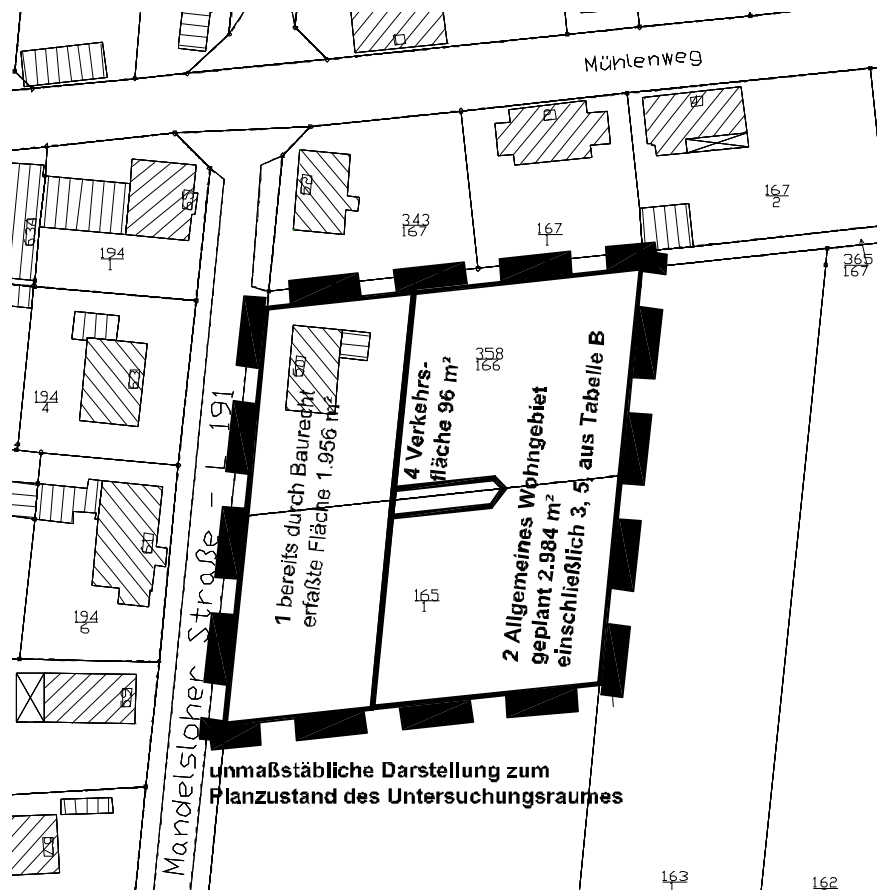 Mühlenweg
2
4
167
2
343
167
167
1
365
167
194
1
358
166
194
4
1 bereits durch Baurecht
erfaßte Fläche 1.956 m²
4 Verkehrs-
fläche 96 m²
2 Allgemeines Wohngebiet
geplant 2.984 m²
einschließlich 3, 5, aus Tabelle B
165
1
194
6
Mandelsloher Straße - L 191
unmaßstäbliche Darstellung zum
Planzustand des Untersuchungsraumes
163
1
162